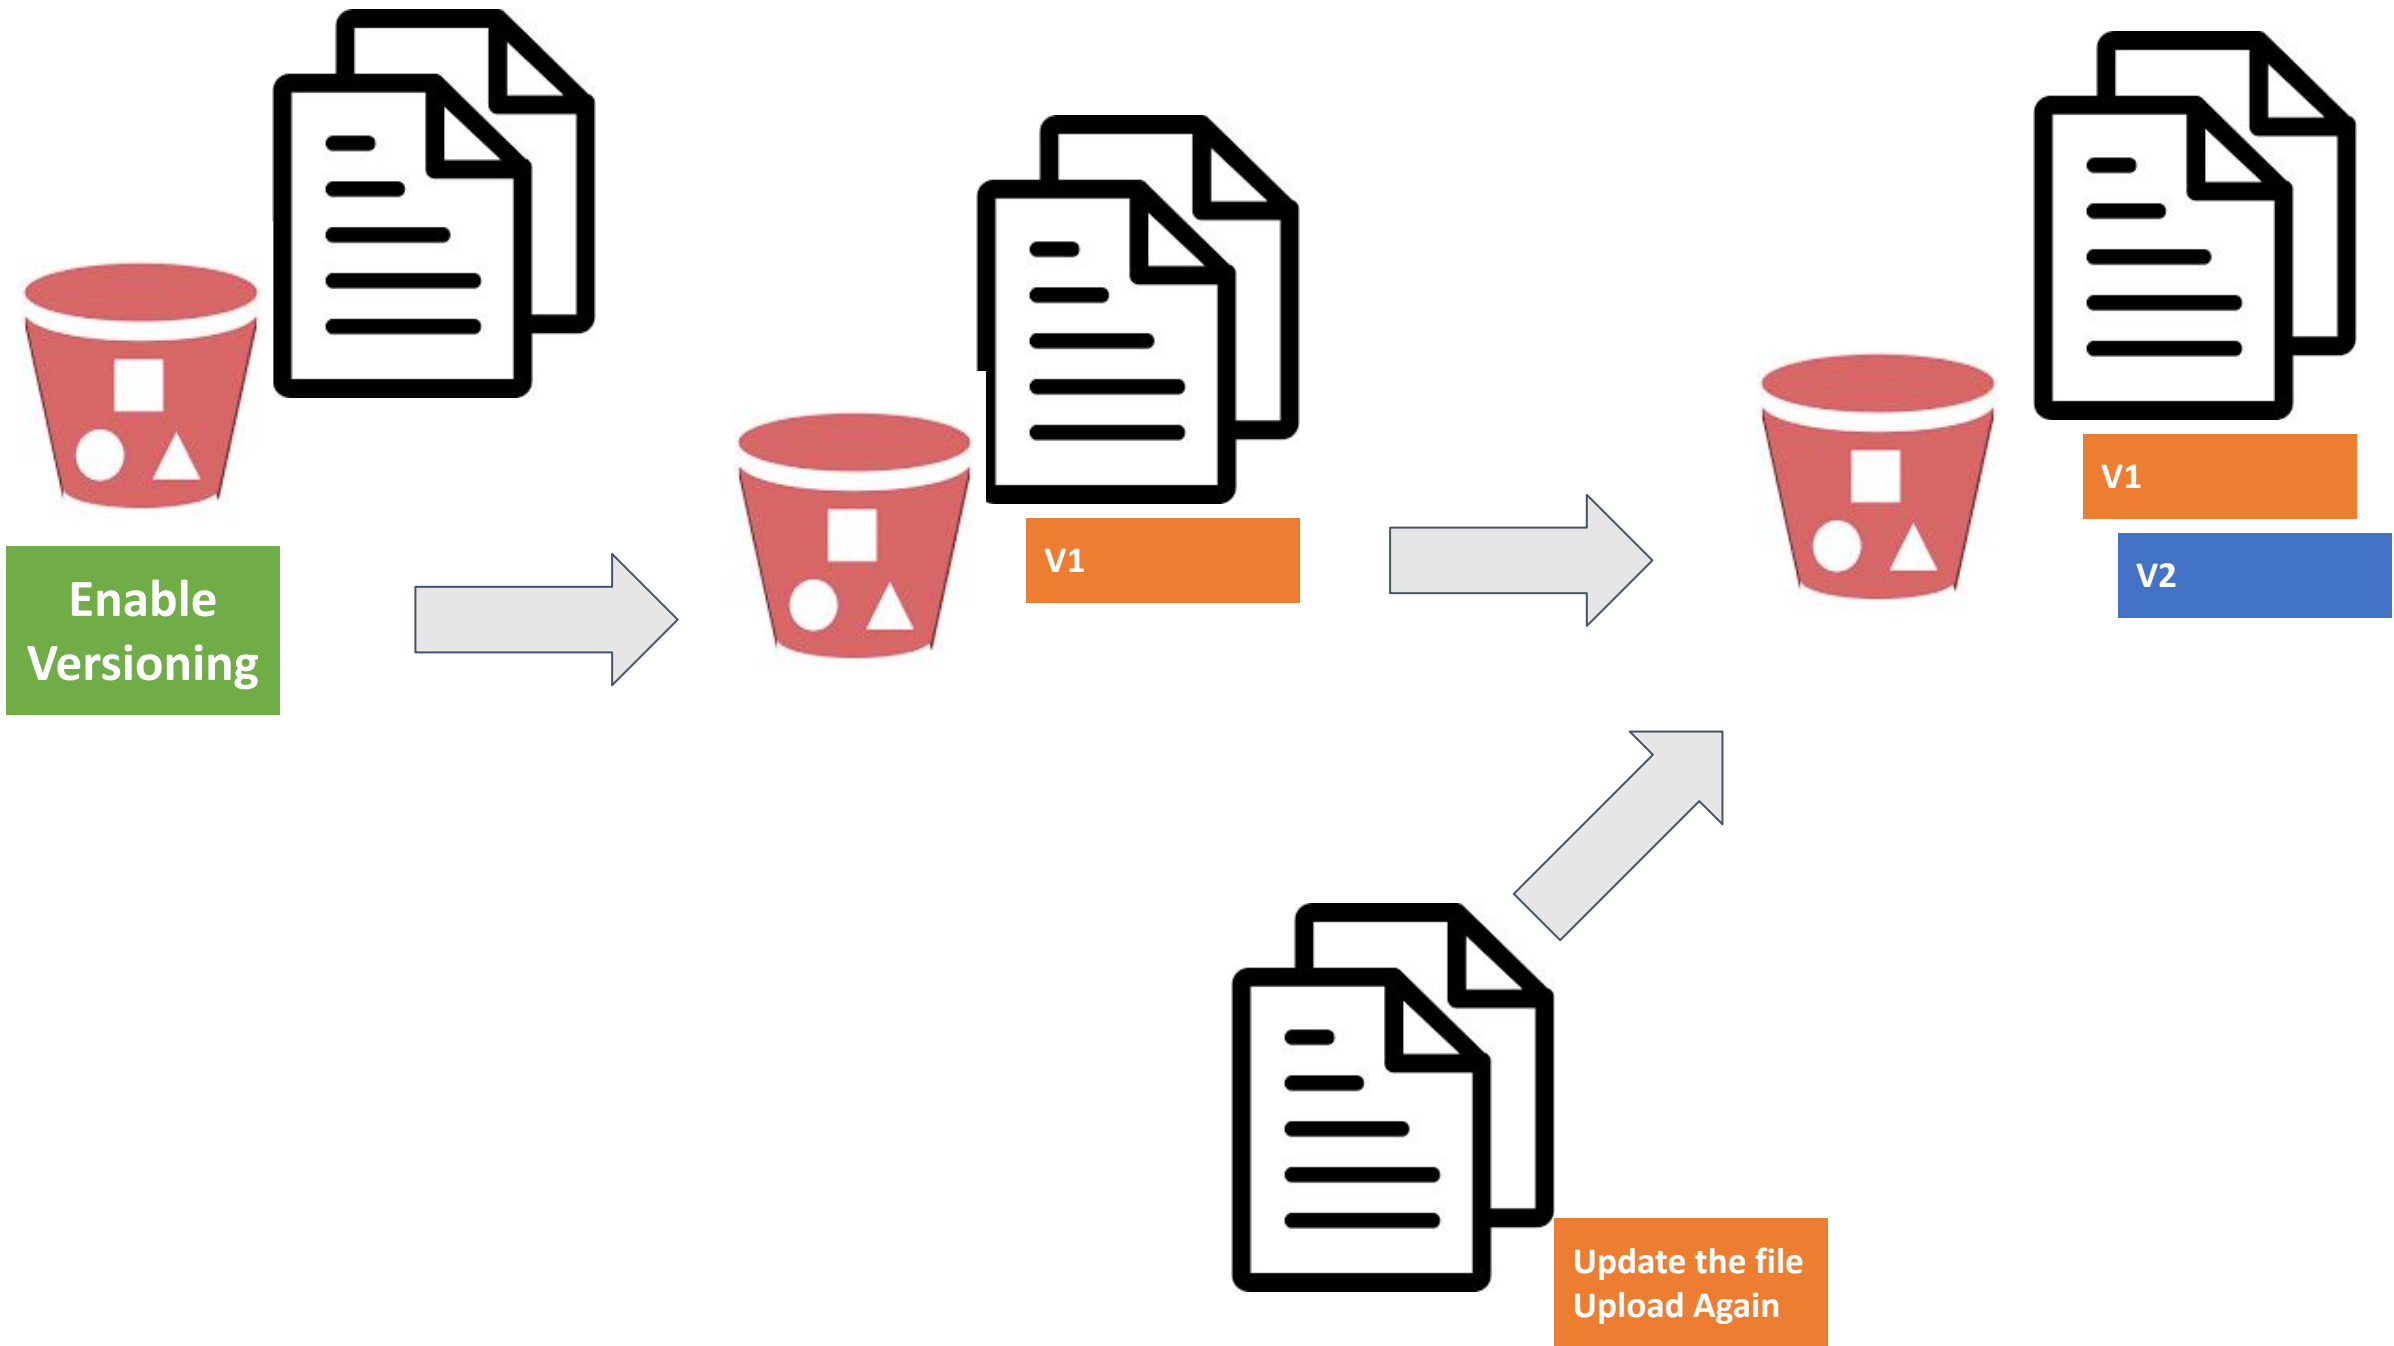 Enable
Versioning
V1
V1
V2
Update the file
Upload Again